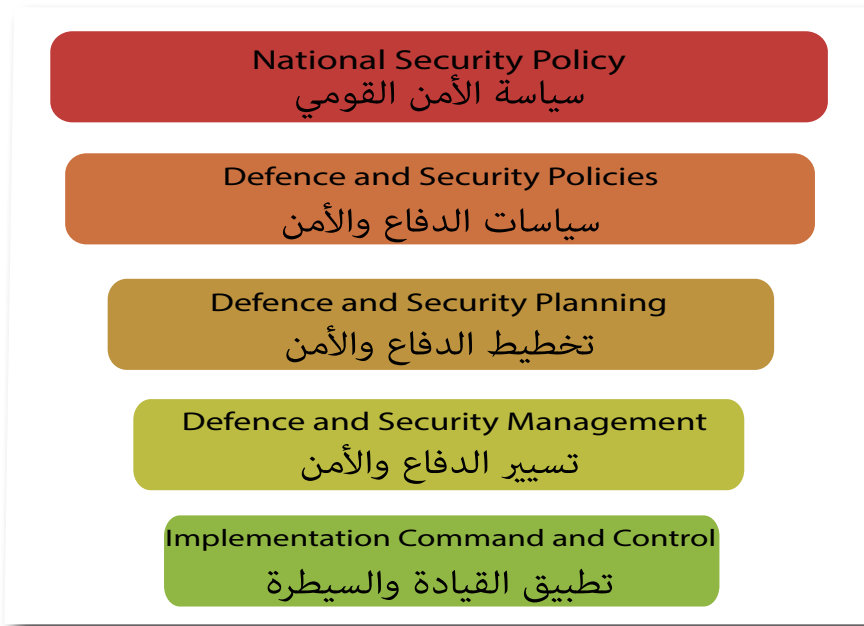 National Security Policy
سياسة الأمن القومي
Defence and Security Policies
سياسات الدفاع والأمن
Defence and Security Planning
تخطيط الدفاع والأمن
Defence and Security Management
تسيير الدفاع والأمن
Implementation Command and Control
تطبيق القيادة والسيطرة